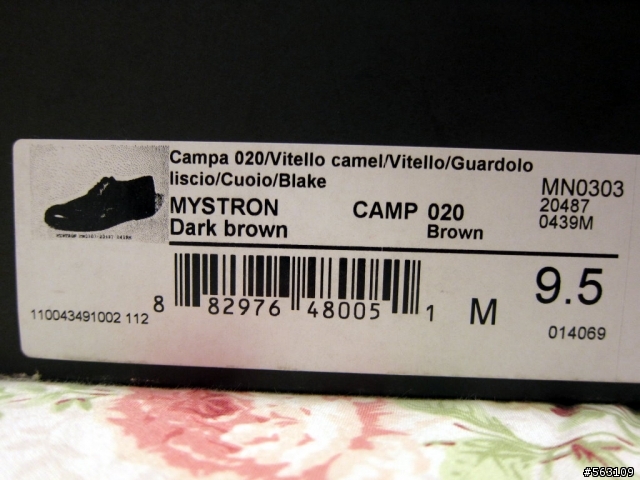 Campa 020/Vitello camel/Vitello/Guardolo
liscio/Cuoio/Blake
MN0303
20487
0439M
MYSTRON CAMP 020
Dark brown Brown
8 82976 48005 1 M 9.5
110043491002 112
014069
#563109